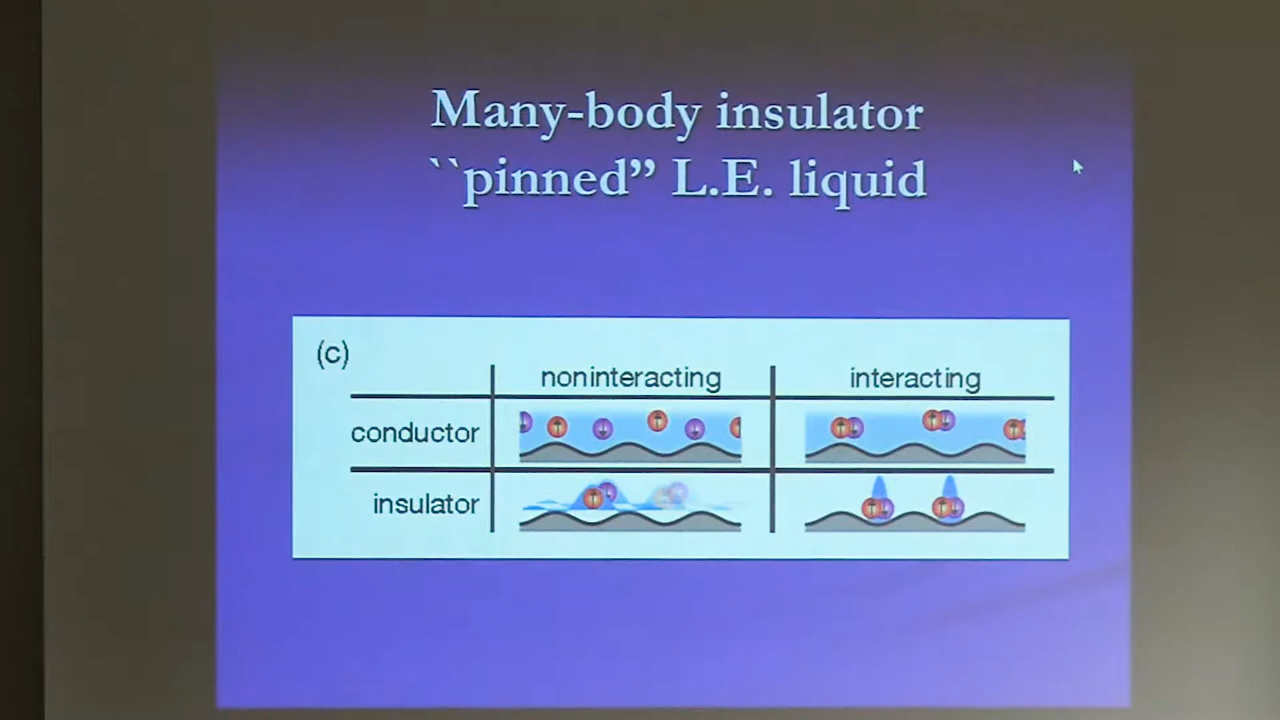 Many-body insulator
``pinned” L.E. liquid
(c)
noninteracting interacting
conductor
insulator